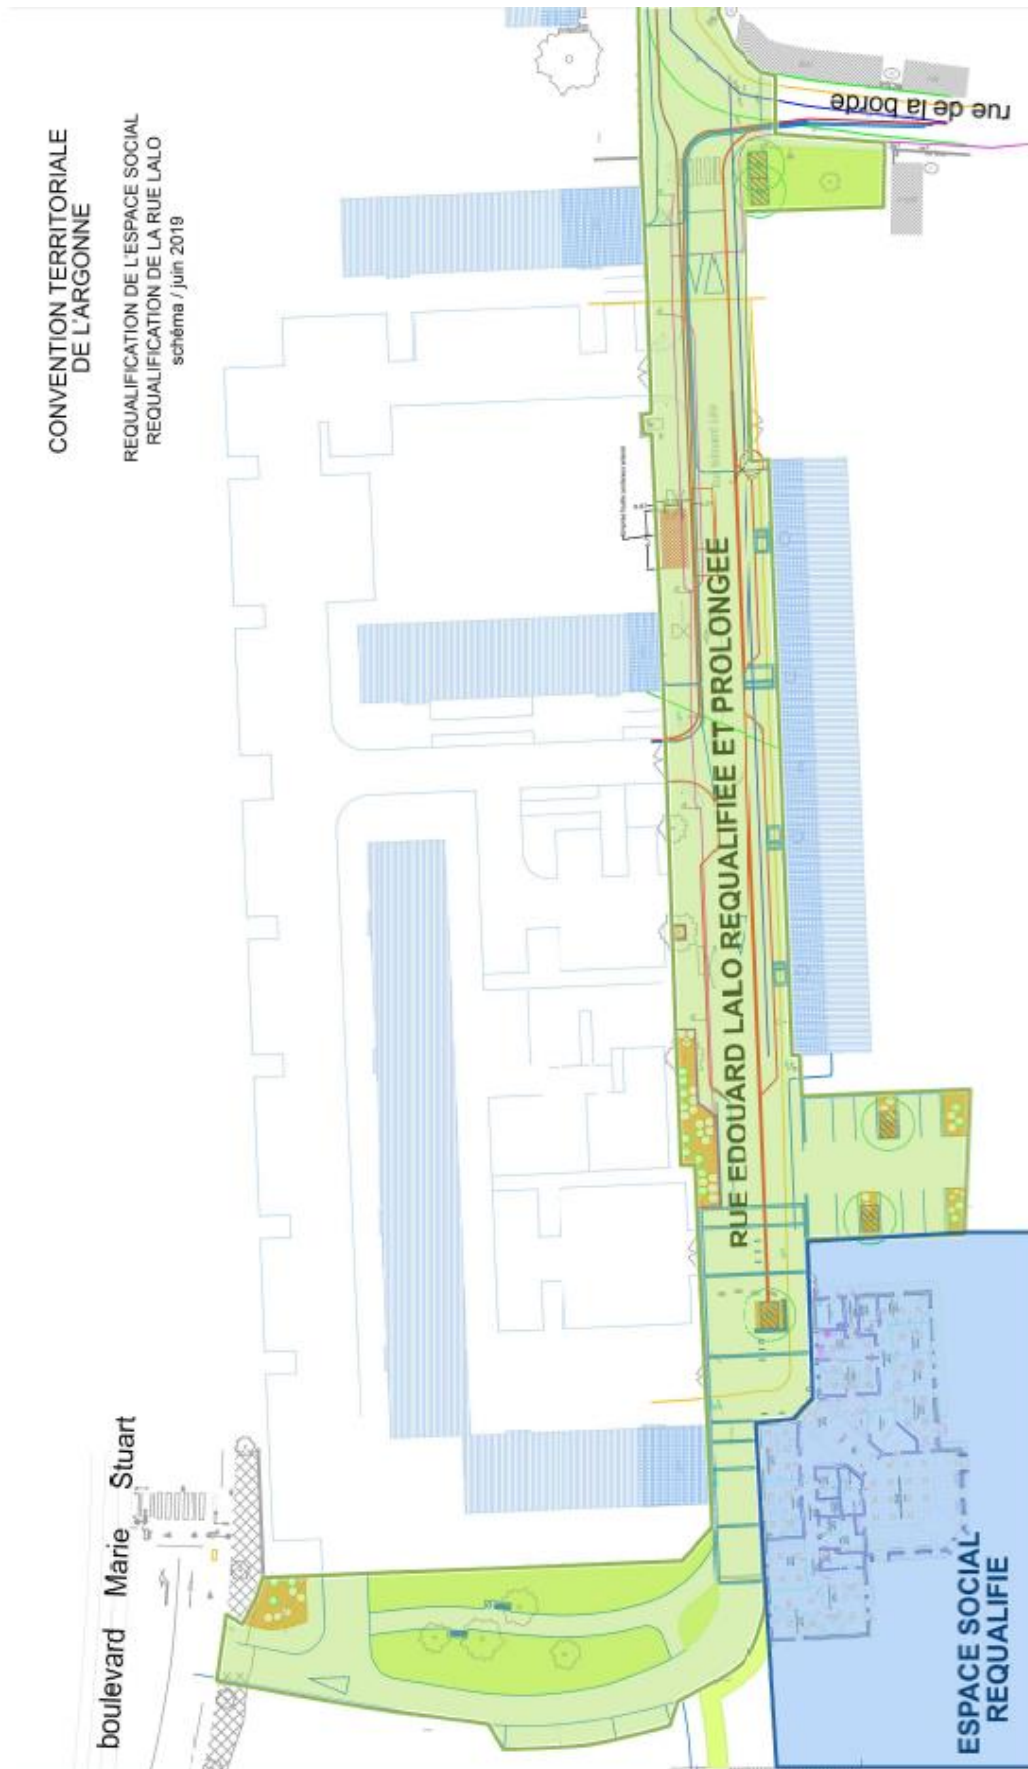 CONVENTION TERRITORIALE
DE L'ARGONNE
REQUALIFICATION DE L'ESPACE SOCIAL
REQUALIFICATION DE LA RUE LALO
schéma / juin 2019
rue de la borde
RUE EDOUARD LALO REQUALIFIEE ET PROLONGEE
boulevard Marie Stuart
ESPACE SOCIAL
REQUALIFIE